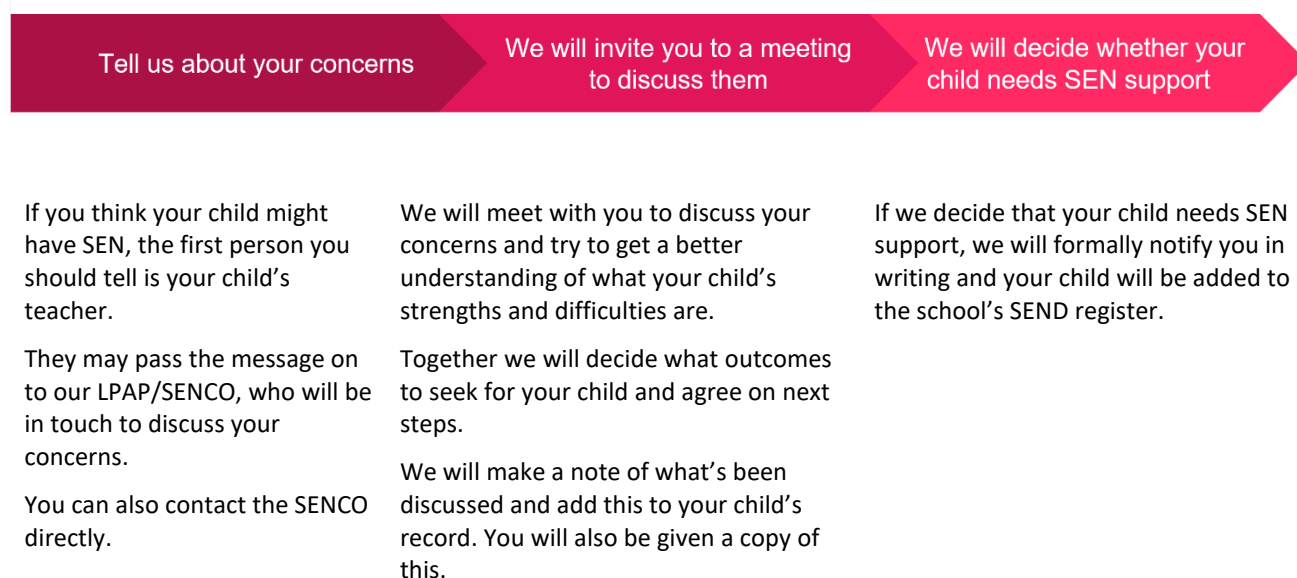 Tell us about your concerns
We will invite you to a meeting
to discuss them
We will decide whether your
child needs SEN support
If you think your child might
have SEN, the first person you
should tell is your child’s
teacher.
They may pass the message on
to our LPAP/SENCO, who will be
in touch to discuss your
concerns.
You can also contact the SENCO
directly.
We will meet with you to discuss your
concerns and try to get a better
understanding of what your child’s
strengths and difficulties are.
Together we will decide what outcomes
to seek for your child and agree on next
steps.
We will make a note of what’s been
discussed and add this to your child’s
record. You will also be given a copy of
this.
If we decide that your child needs SEN
support, we will formally notify you in
writing and your child will be added to
the school’s SEND register.